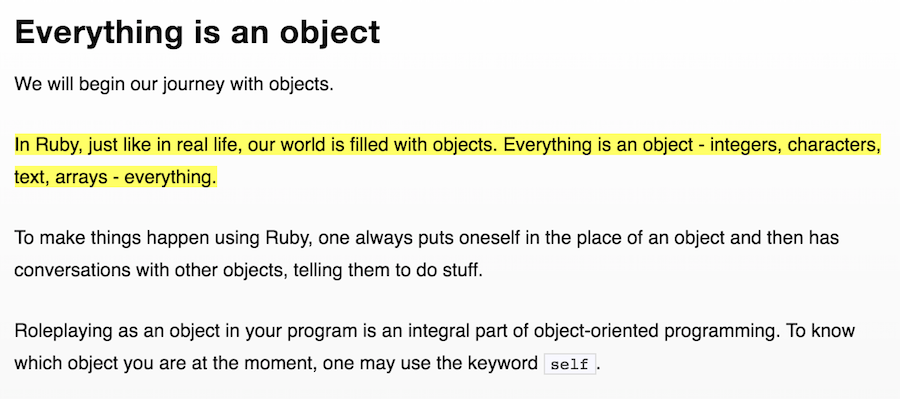 Everything is an object
We will begin our journey with objects.
In Ruby, just like in real life, our world is filled with objects. Everything is an object - integers, characters,
text, arrays - everything.
To make things happen using Ruby, one always puts oneself in the place of an object and then has
conversations with other objects, telling them to do stuff.
Roleplaying as an object in your program is an integral part of object-oriented programming. To know
which object you are at the moment, one may use the keyword self.